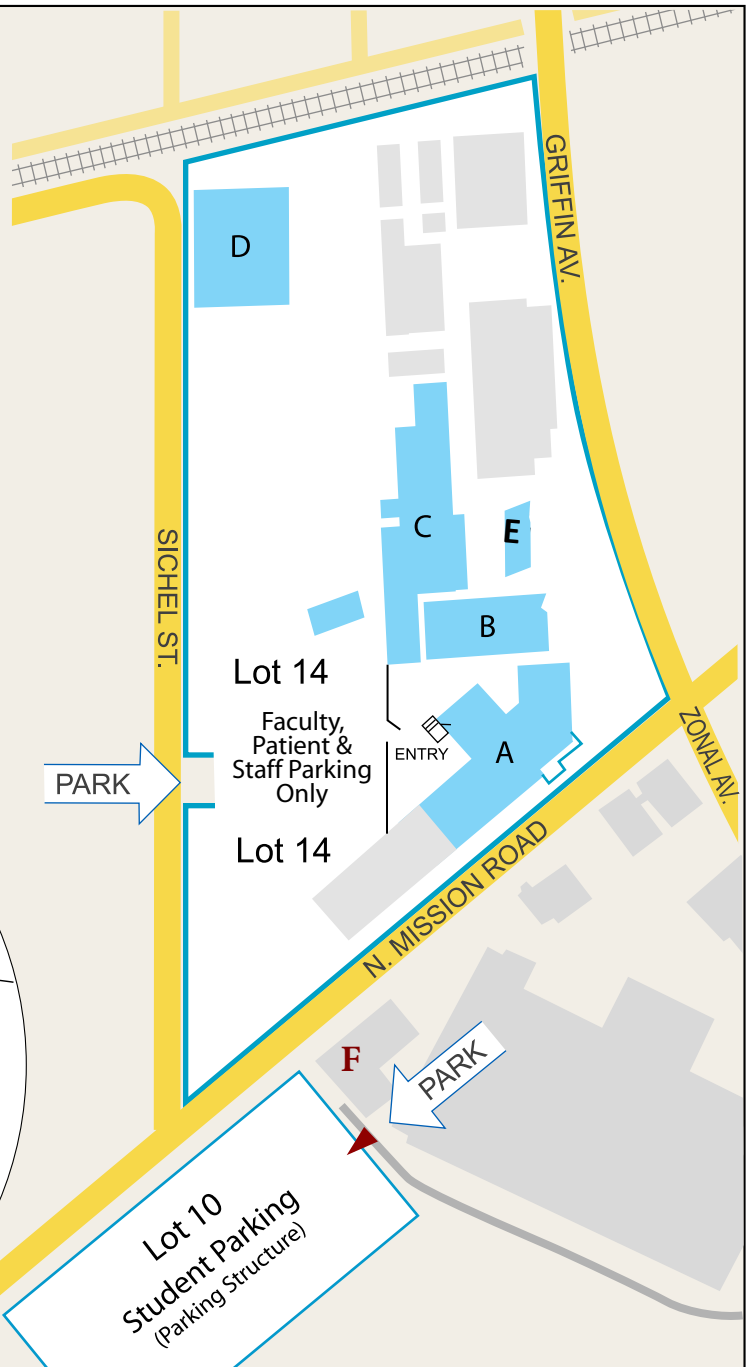 GRIFFIN AV.
D
C
E
B
SICHEL ST.
Lot 14
Faculty,
Patient &
Staff Parking
Only
ENTRY
A
ZONAL AV.
PARK
Lot 14
N. MISSION ROAD
F
PARK
Lot 10
Student Parking
(Parking Structure)